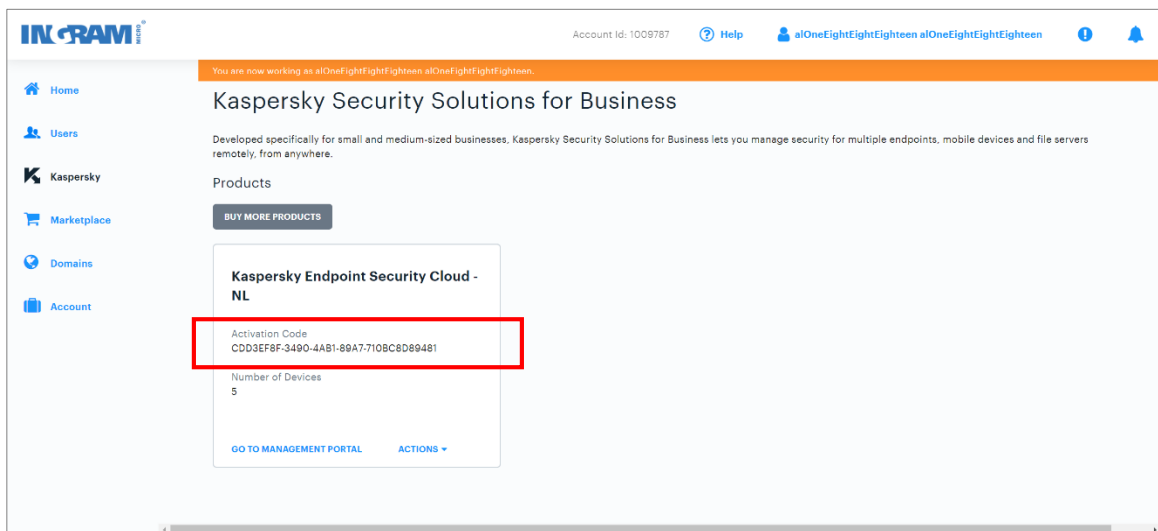 INGRAM MICRO®
Account Id: 1009787
? Help
alOneEightEightEighteen alOneEightEightEighteen
You are now working as alOneEightEightEighteen alOneEightEightEighteen.
Home
Users
Kaspersky
Marketplace
Domains
Account
Kaspersky Security Solutions for Business
Developed specifically for small and medium-sized businesses, Kaspersky Security Solutions for Business lets you manage security for multiple endpoints, mobile devices and file servers
remotely, from anywhere.
Products
BUY MORE PRODUCTS
Kaspersky Endpoint Security Cloud -
NL
Activation Code
CDD3EF8F-3490-4AB1-89A7-710BC8D89481
Number of Devices
5
GO TO MANAGEMENT PORTAL
ACTIONS